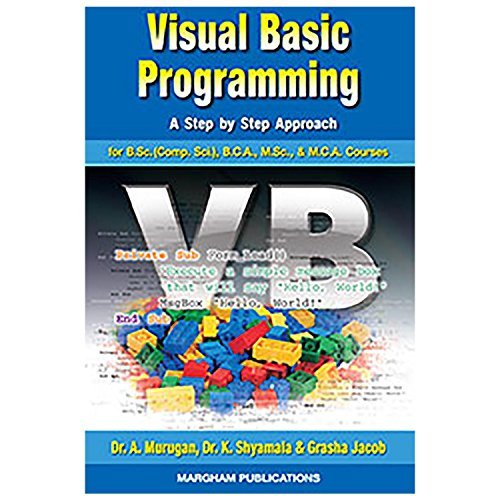 Visual Basic
Programming
A Step by Step Approach
for B.Sc.(Comp. Sci.), B.C.A., M.Sc., & M.C.A. Courses
VB
Private Sub Form_Load()
'Execute a simple message box
that will say "Hello, World!"
MsgBox "Hello, World!"
End Sub
Dr. A. Murugan, Dr. K. Shyamala & Grasha Jacob
MARGHAM PUBLICATIONS